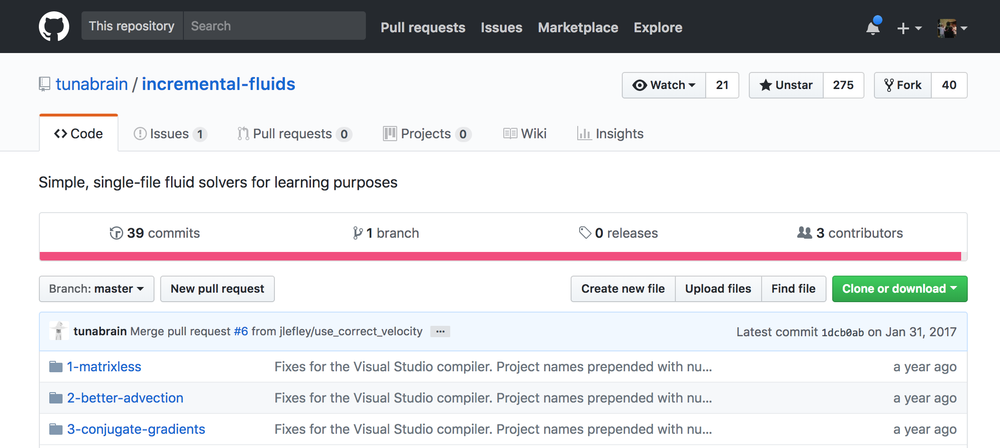 This repository Search Pull requests Issues Marketplace Explore
tunabrain / incremental-fluids Watch 21 Unstar 275 Fork 40
Code Issues 1 Pull requests 0 Projects 0 Wiki Insights
Simple, single-file fluid solvers for learning purposes
39 commits 1 branch 0 releases 3 contributors
Branch: master New pull request Create new file Upload files Find file Clone or download
tunabrain Merge pull request #6 from jlefley/use_correct_velocity ... Latest commit 1dcb0ab on Jan 31, 2017
1-matrixless Fixes for the Visual Studio compiler. Project names prepended with nu... a year ago
2-better-advection Fixes for the Visual Studio compiler. Project names prepended with nu... a year ago
3-conjugate-gradients Fixes for the Visual Studio compiler. Project names prepended with nu... a year ago